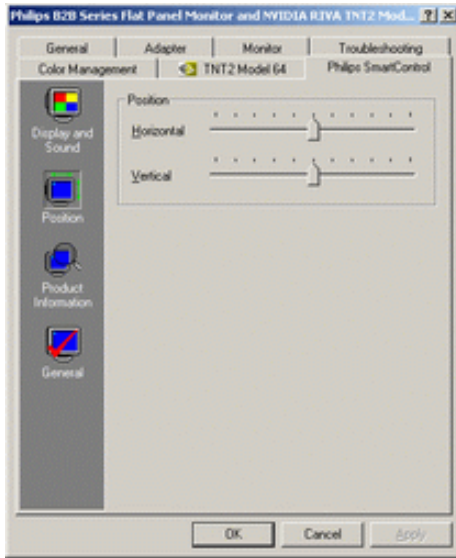 Philips B2B Series Flat Panel Monitor and NVIDIA RIVA TNT2 Mod...
General Adapter Monitor Troubleshooting
Color Management TNT2 Model 64 Philips SmartControl
Position
Horizontal
Vertical
Display and
Sound
Position
Product
Information
General
OK Cancel Apply